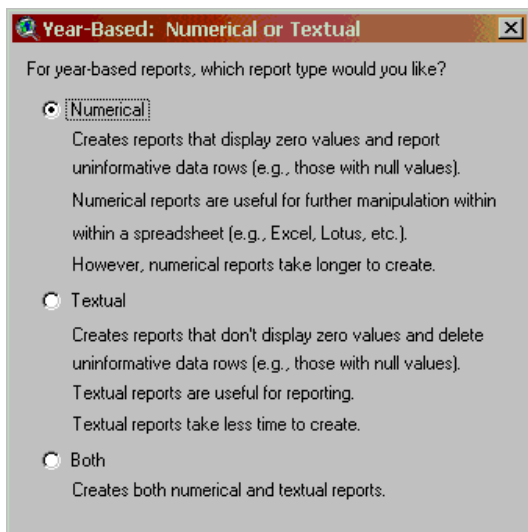 Year-Based: Numerical or Textual
For year-based reports, which report type would you like?
Numerical
Creates reports that display zero values and report
uninformative data rows (e.g., those with null values).
Numerical reports are useful for further manipulation within
within a spreadsheet (e.g., Excel, Lotus, etc.).
However, numerical reports take longer to create.
Textual
Creates reports that don't display zero values and delete
uninformative data rows (e.g., those with null values).
Textual reports are useful for reporting.
Textual reports take less time to create.
Both
Creates both numerical and textual reports.